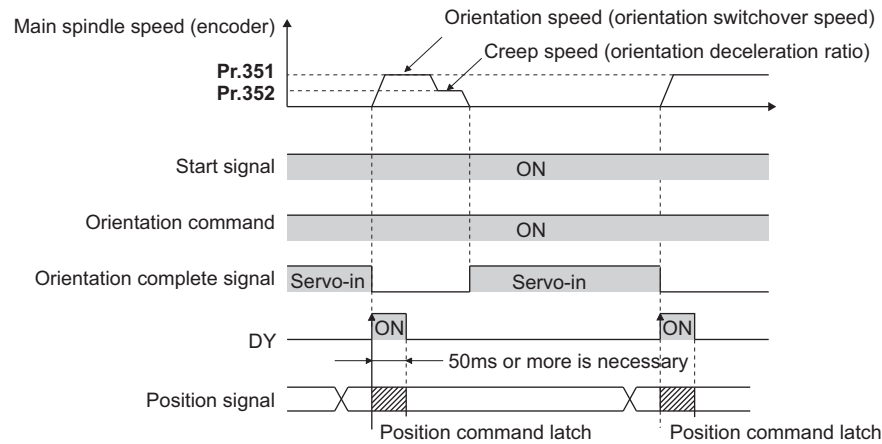 Orientation speed (orientation switchover speed)
Main spindle speed (encoder)
Creep speed (orientation deceleration ratio)
Pr.351
Pr.352
Start signal
ON
Orientation command
ON
Orientation complete signal
Servo-in
Servo-in
DY
ON
ON
50ms or more is necessary
Position signal
Position command latch
Position command latch